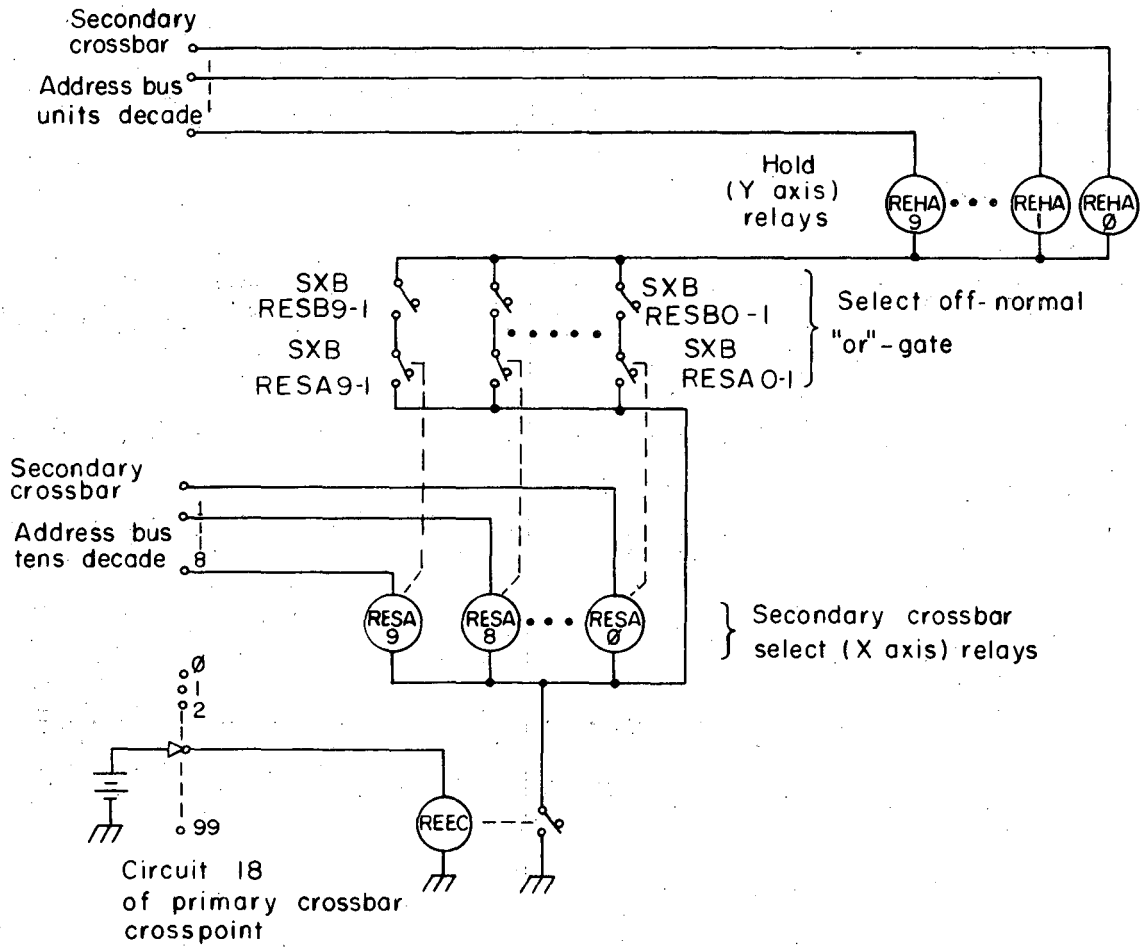 Secondary
crossbar
Address bus
units decade
Hold
(Y axis)
relays
REHA
9
REHA
1
REHA
Ø
SXB
RESB9-1
SXB
RESB0-1
SXB
RESA9-1
SXB
RESA0-1
Select off-normal
"or"-gate
Secondary
crossbar
Address bus
tens decade
1
8
RESA
9
RESA
8
RESA
Ø
Secondary crossbar
select (X axis) relays
Ø
1
2
99
REEC
Circuit 18
of primary crossbar
crosspoint